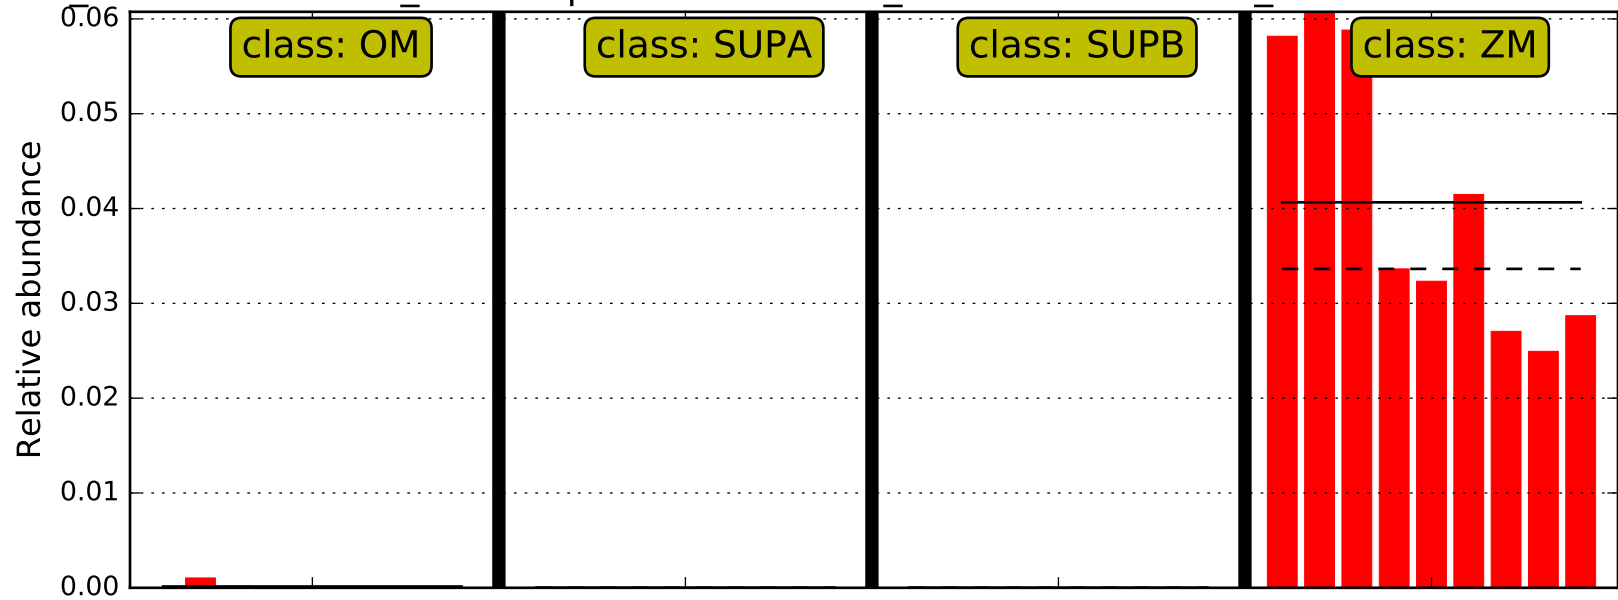 class: OM
class: SUPA
class: SUPB
class: ZM
Relative abundance
0.06
0.05
0.04
0.03
0.02
0.01
0.00